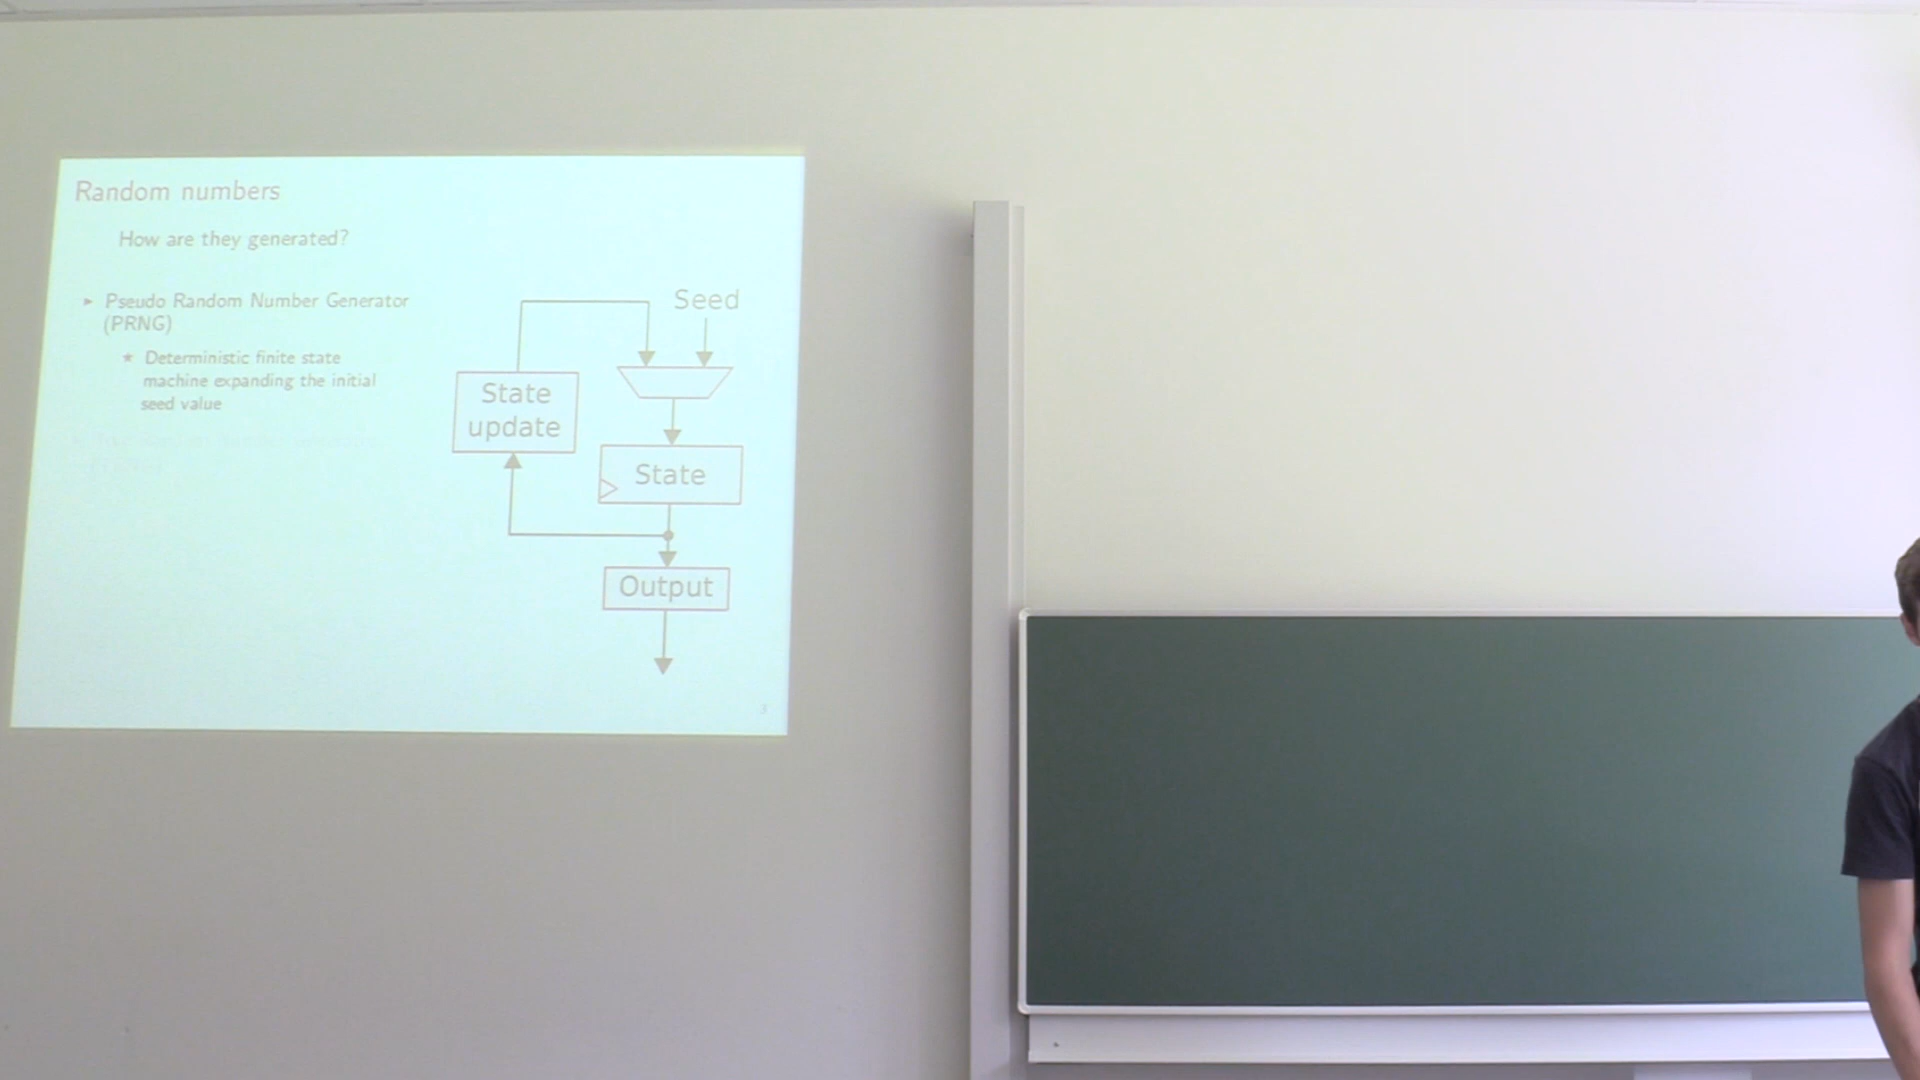 Random numbers
How are they generated?
▸ Pseudo Random Number Generator
(PRNG)
★ Deterministic finite state
machine expanding the initial
seed value
Seed
State
update
State
Output
3